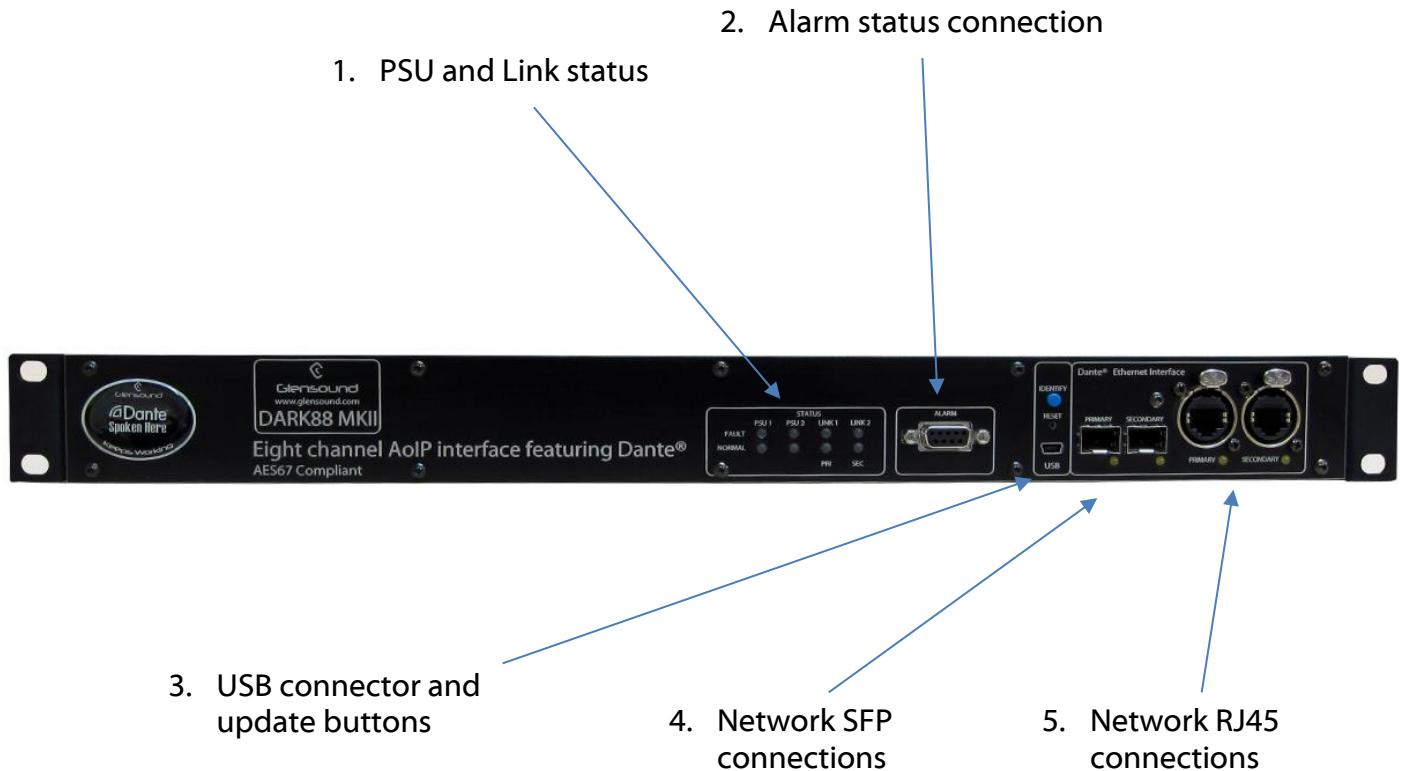 2. Alarm status connection
1. PSU and Link status
Glensound
Dante
Spoken Here
Keeps Working
Glensound
www.glensound.com
DARK88 MKII
Eight channel AoIP interface featuring Dante®
AES67 Compliant
STATUS
PSU 1 PSU 2 LINK 1 LINK 2
FAULT
NORMAL
PRI SEC
ALARM
IDENTIFY
RESET
USB
Dante® Ethernet Interface
PRIMARY SECONDARY
PRIMARY SECONDARY
3. USB connector and
update buttons
4. Network SFP
connections
5. Network RJ45
connections